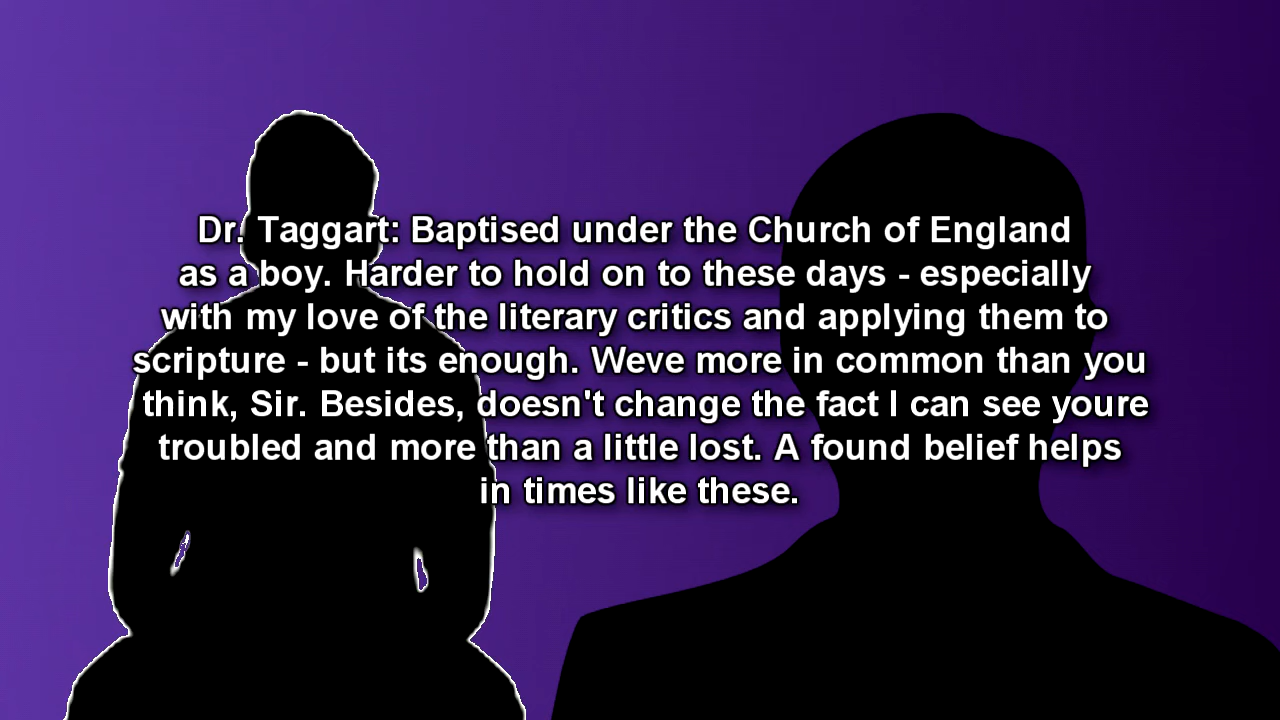 Dr. Taggart: Baptised under the Church of England
as a boy. Harder to hold on to these days - especially
with my love of the literary critics and applying them to
scripture - but its enough. Weve more in common than you
think, Sir. Besides, doesn't change the fact I can see youre
troubled and more than a little lost. A found belief helps
in times like these.